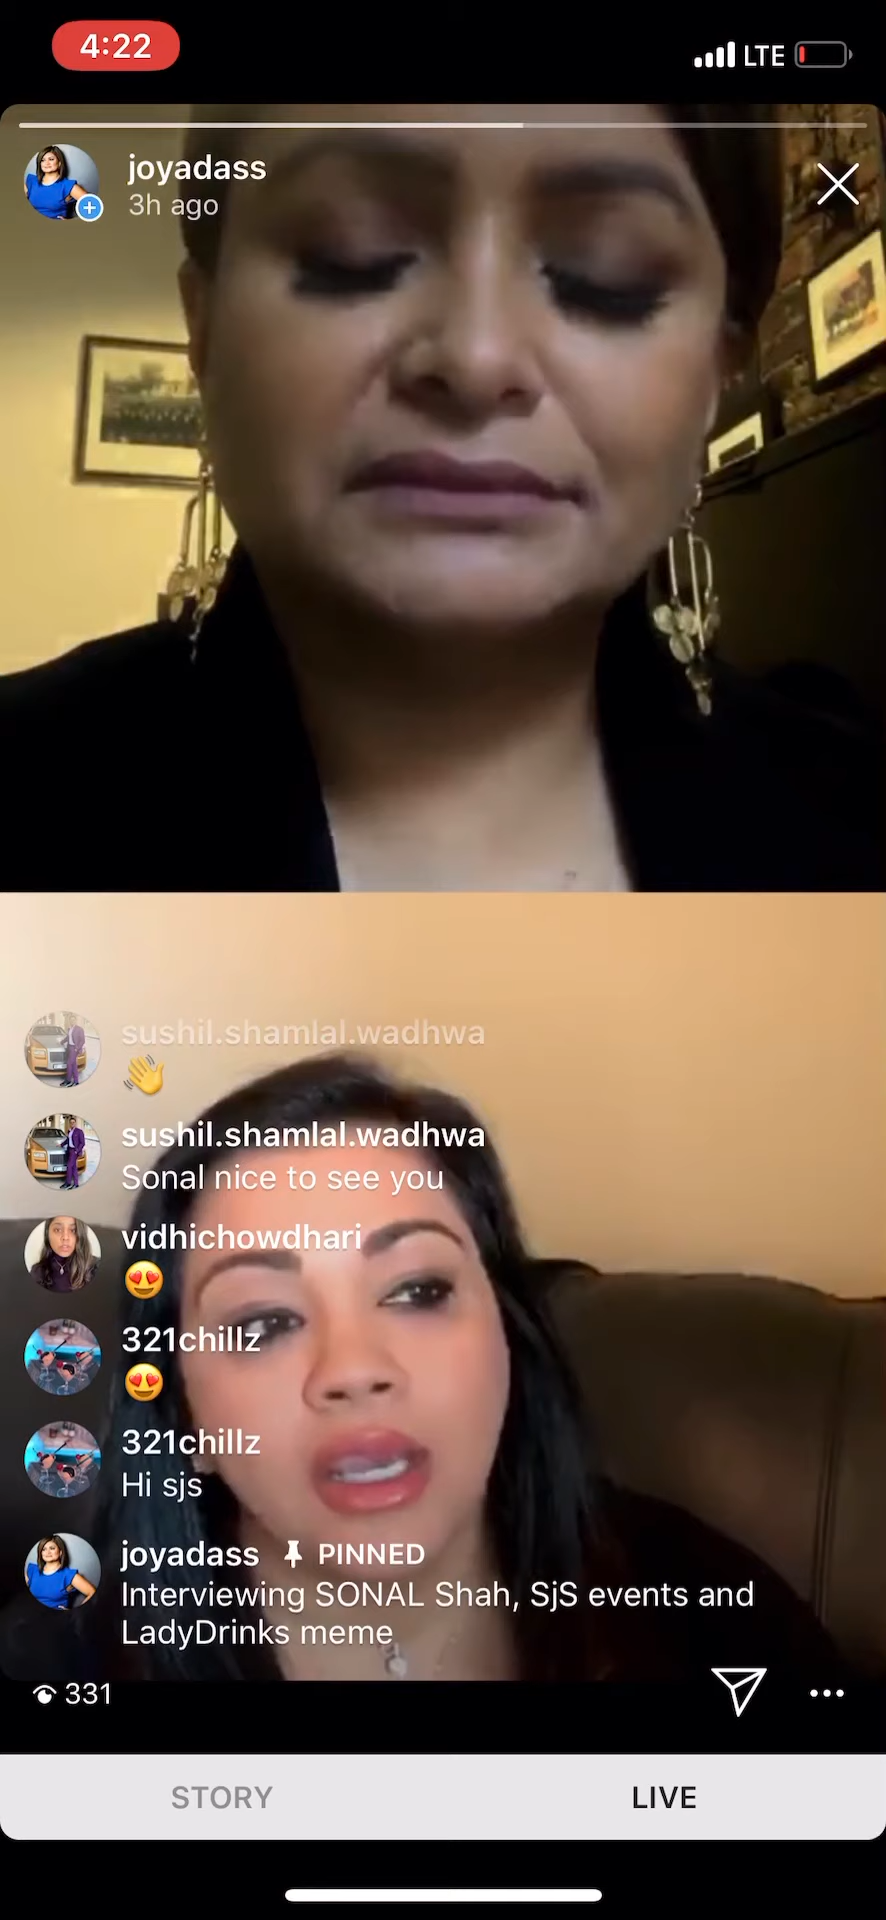 4:22
LTE
joyadass
3h ago
sushil.shamlal.wadhwa
👋
sushil.shamlal.wadhwa
Sonal nice to see you
vidhichowdhari
😍
321chillz
😍
321chillz
Hi sjs
joyadass PINNED
Interviewing SONAL Shah, SjS events and
LadyDrinks meme
331
STORY
LIVE